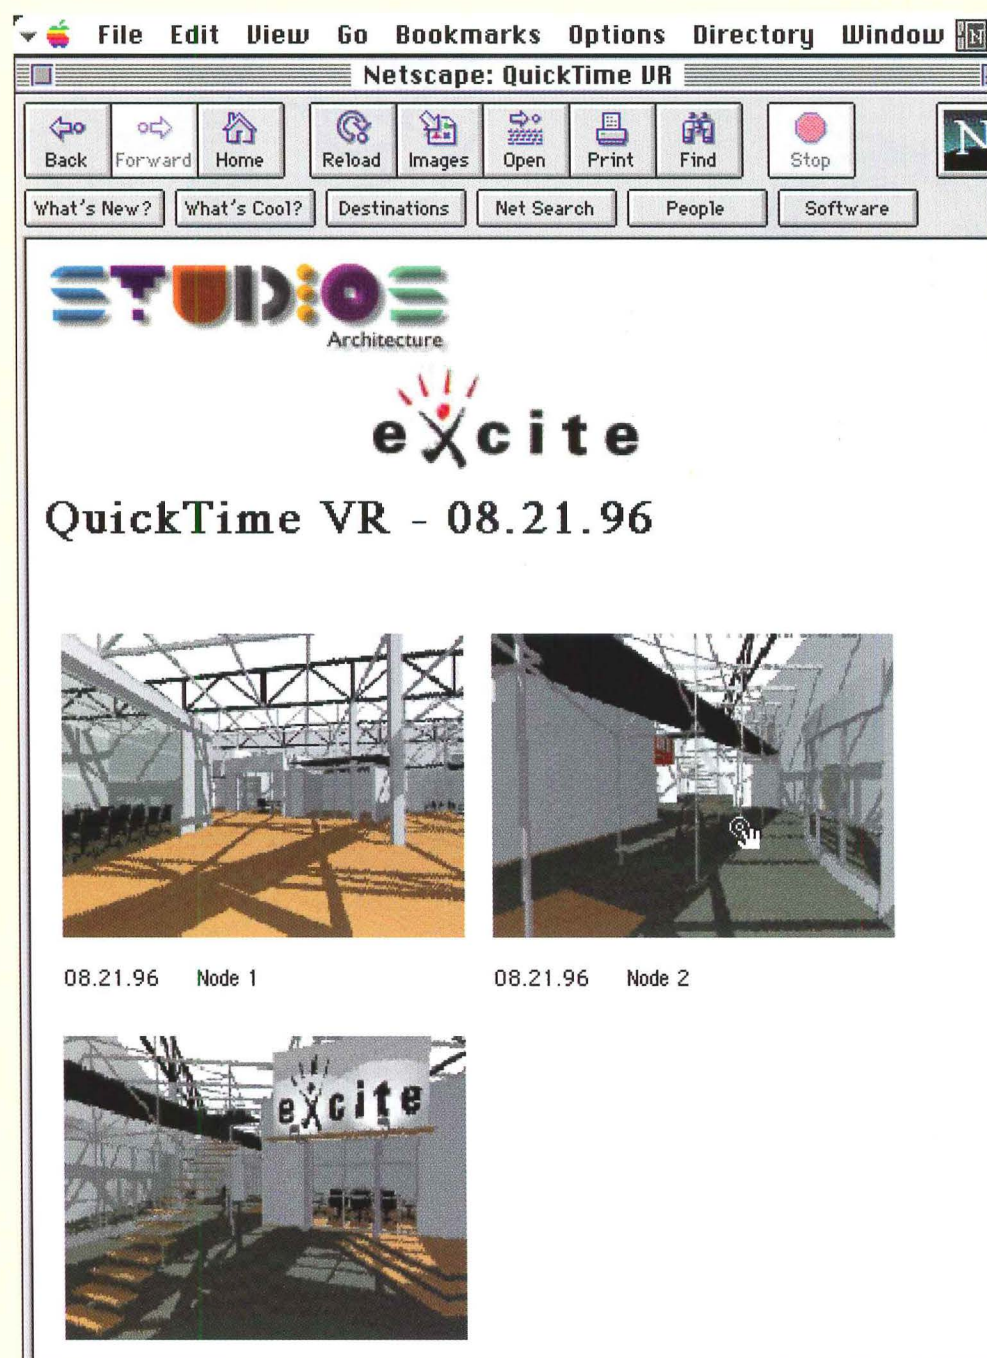 File Edit View Go Bookmarks Options Directory Window
Netscape: QuickTime VR
Back Forward Home Reload Images Open Print Find Stop
N
What's New? What's Cool? Destinations Net Search People Software
STUDIOS
Architecture
excite
QuickTime VR - 08.21.96
08.21.96 Node 1
08.21.96 Node 2
excite